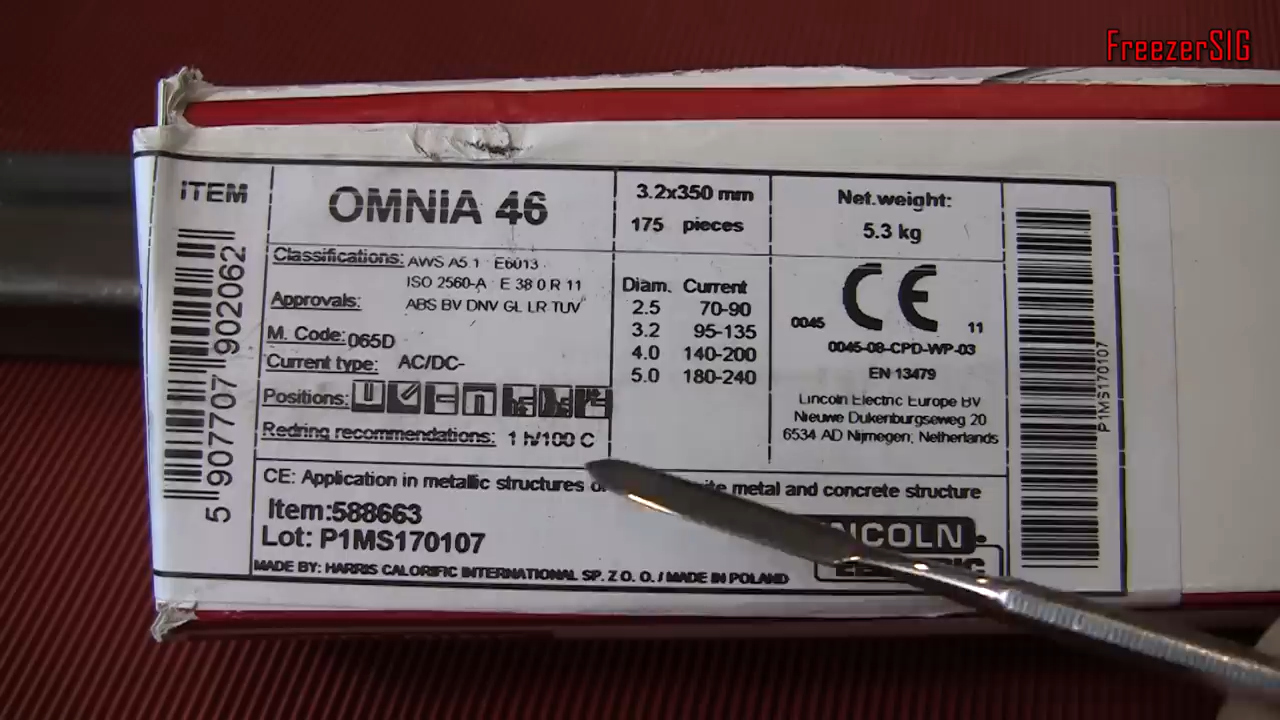 FreezerSIG
ITEM
OMNIA 46
3.2x350 mm
175 pieces
Net.weight:
5.3 kg
Classifications: AWS A5.1 : E6013
ISO 2560-A : E 38 0 R 11
Approvals: ABS BV DNV GL LR TUV
M. Code: 065D
Current type: AC/DC-
Positions:
Redring recommendations: 1 h/100 C
Diam. Current
2.5 70-90
3.2 95-135
4.0 140-200
5.0 180-240
CE
0045 11
0045-08-CPD-WP-03
EN 13479
Lincoln Electric Europe BV
Nieuwe Dukenburgseweg 20
6534 AD Nijmegen, Netherlands
CE: Application in metallic structures metal and concrete structure
Item:588663
Lot: P1MS170107
LINCOLN
ELECTRIC
MADE BY: HARRIS CALORIFIC INTERNATIONAL SP. Z O. O. / MADE IN POLAND
5 907707 902062
P1MS170107